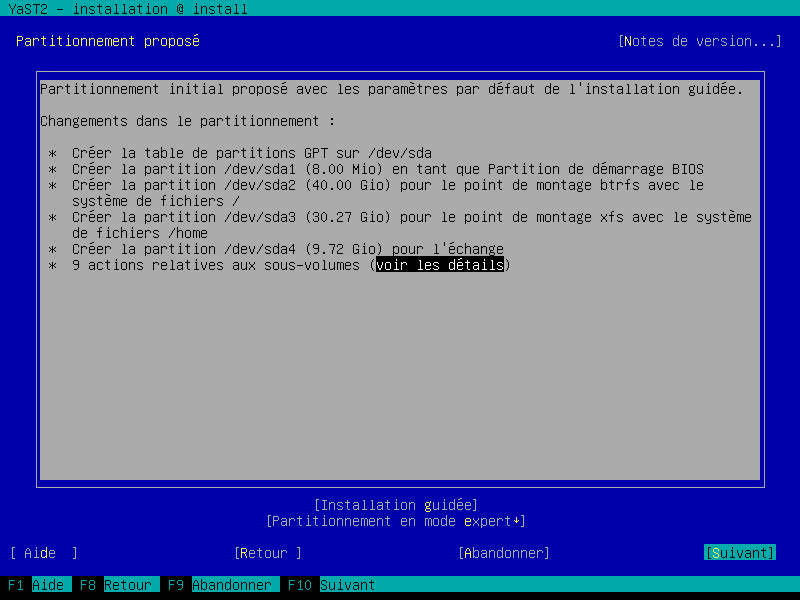 YaST2 - installation @ install
Partitionnement proposé [Notes de version...]
Partitionnement initial proposé avec les paramètres par défaut de l'installation guidée.
Changements dans le partitionnement :
* Créer la table de partitions GPT sur /dev/sda
* Créer la partition /dev/sda1 (8.00 Mio) en tant que Partition de démarrage BIOS
* Créer la partition /dev/sda2 (40.00 Gio) pour le point de montage btrfs avec le
système de fichiers /
* Créer la partition /dev/sda3 (30.27 Gio) pour le point de montage xfs avec le système
de fichiers /home
* Créer la partition /dev/sda4 (9.72 Gio) pour l'échange
* 9 actions relatives aux sous-volumes (voir les détails)
[Installation guidée]
[Partitionnement en mode expert↓]
[ Aide ] [Retour ] [Abandonner] [Suivant]
F1 Aide F8 Retour F9 Abandonner F10 Suivant